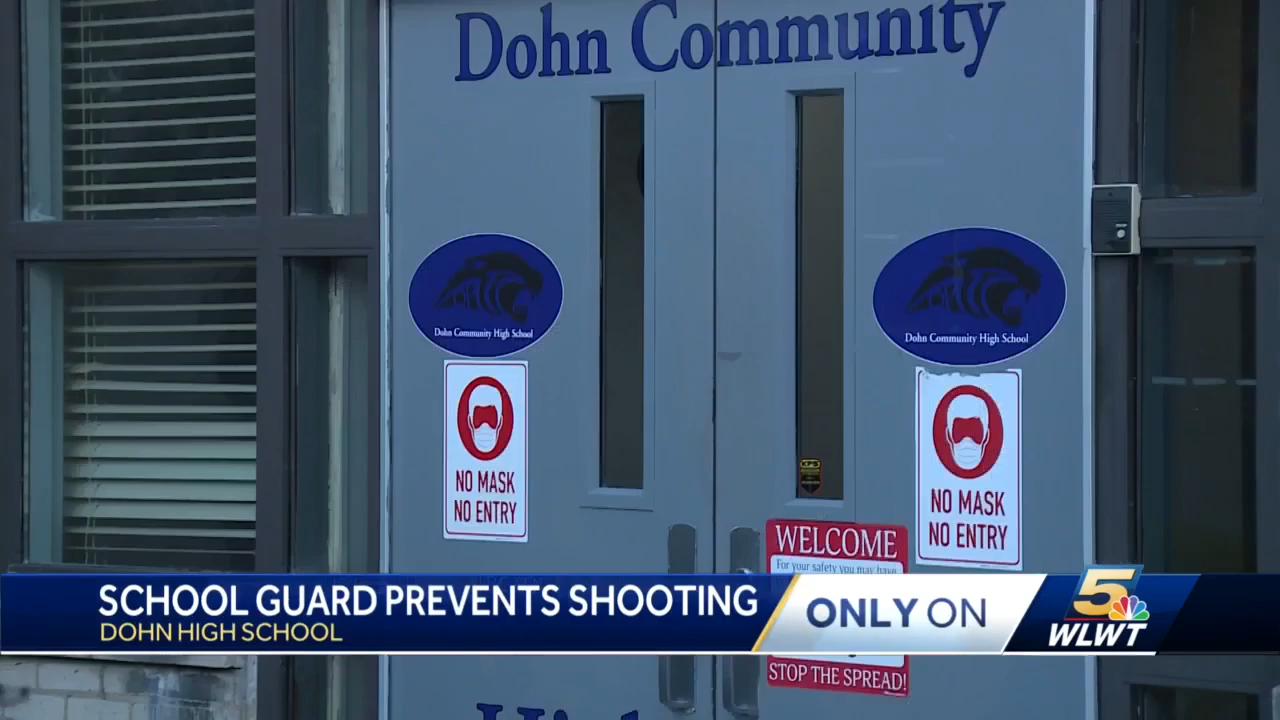 Dohn Community
Dohn Community High School
Dohn Community High School
NO MASK
NO ENTRY
NO MASK
NO ENTRY
WELCOME
For your safety you may have
SCHOOL GUARD PREVENTS SHOOTING
DOHN HIGH SCHOOL
ONLY ON
5
WLWT
STOP THE SPREAD!